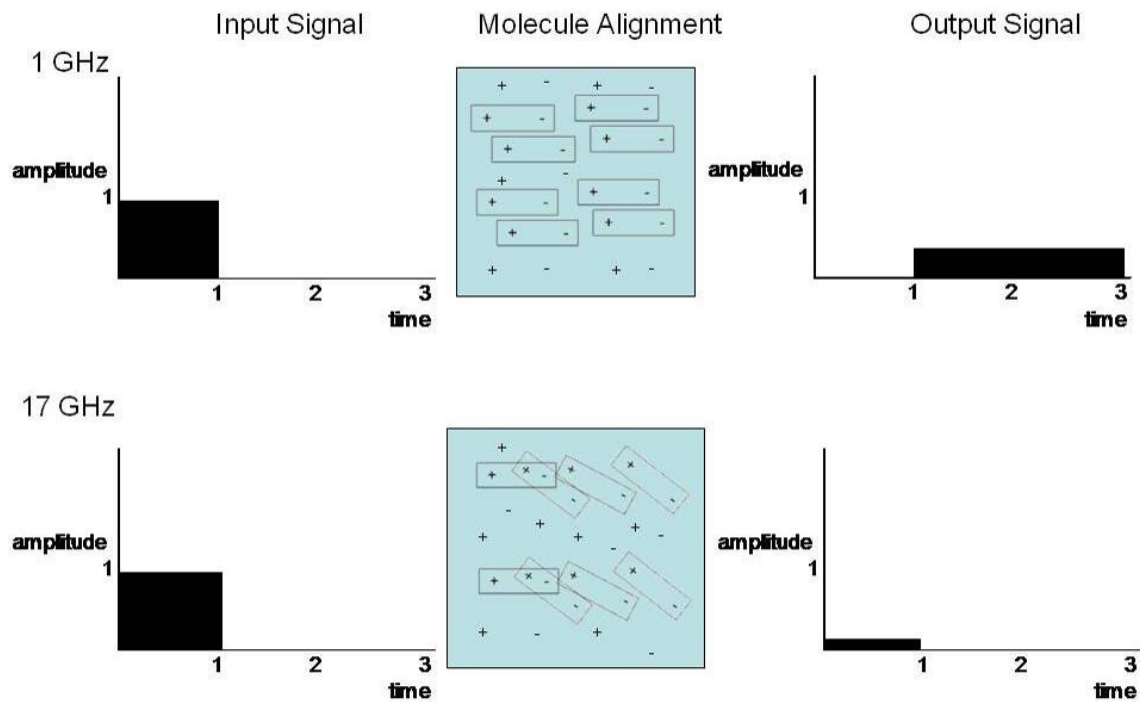 Input Signal Molecule Alignment Output Signal
1 GHz
amplitude
1
1 2 3
time
+ - + -
+ - + -
+ - + -
+ -
+ - + -
+ - + -
+ - + -
amplitude
1
1 2 3
time
17 GHz
amplitude
1
1 2 3
time
+
+ + - + +
- - -
-
+ + + + -
-
+ - + - + +
- - -
+ - +
-
amplitude
1
1 2 3
time